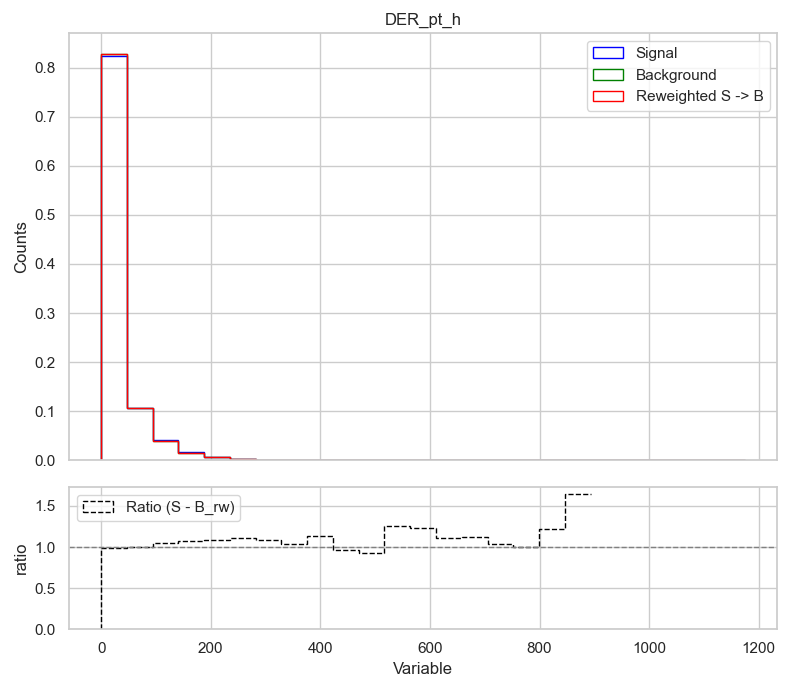 DER_pt_h
Signal
Background
Reweighted S -> B
Counts
0.8
0.7
0.6
0.5
0.4
0.3
0.2
0.1
0.0
Ratio (S - B_rw)
ratio
1.5
1.0
0.5
0.0
0
200
400
600
800
1000
1200
Variable